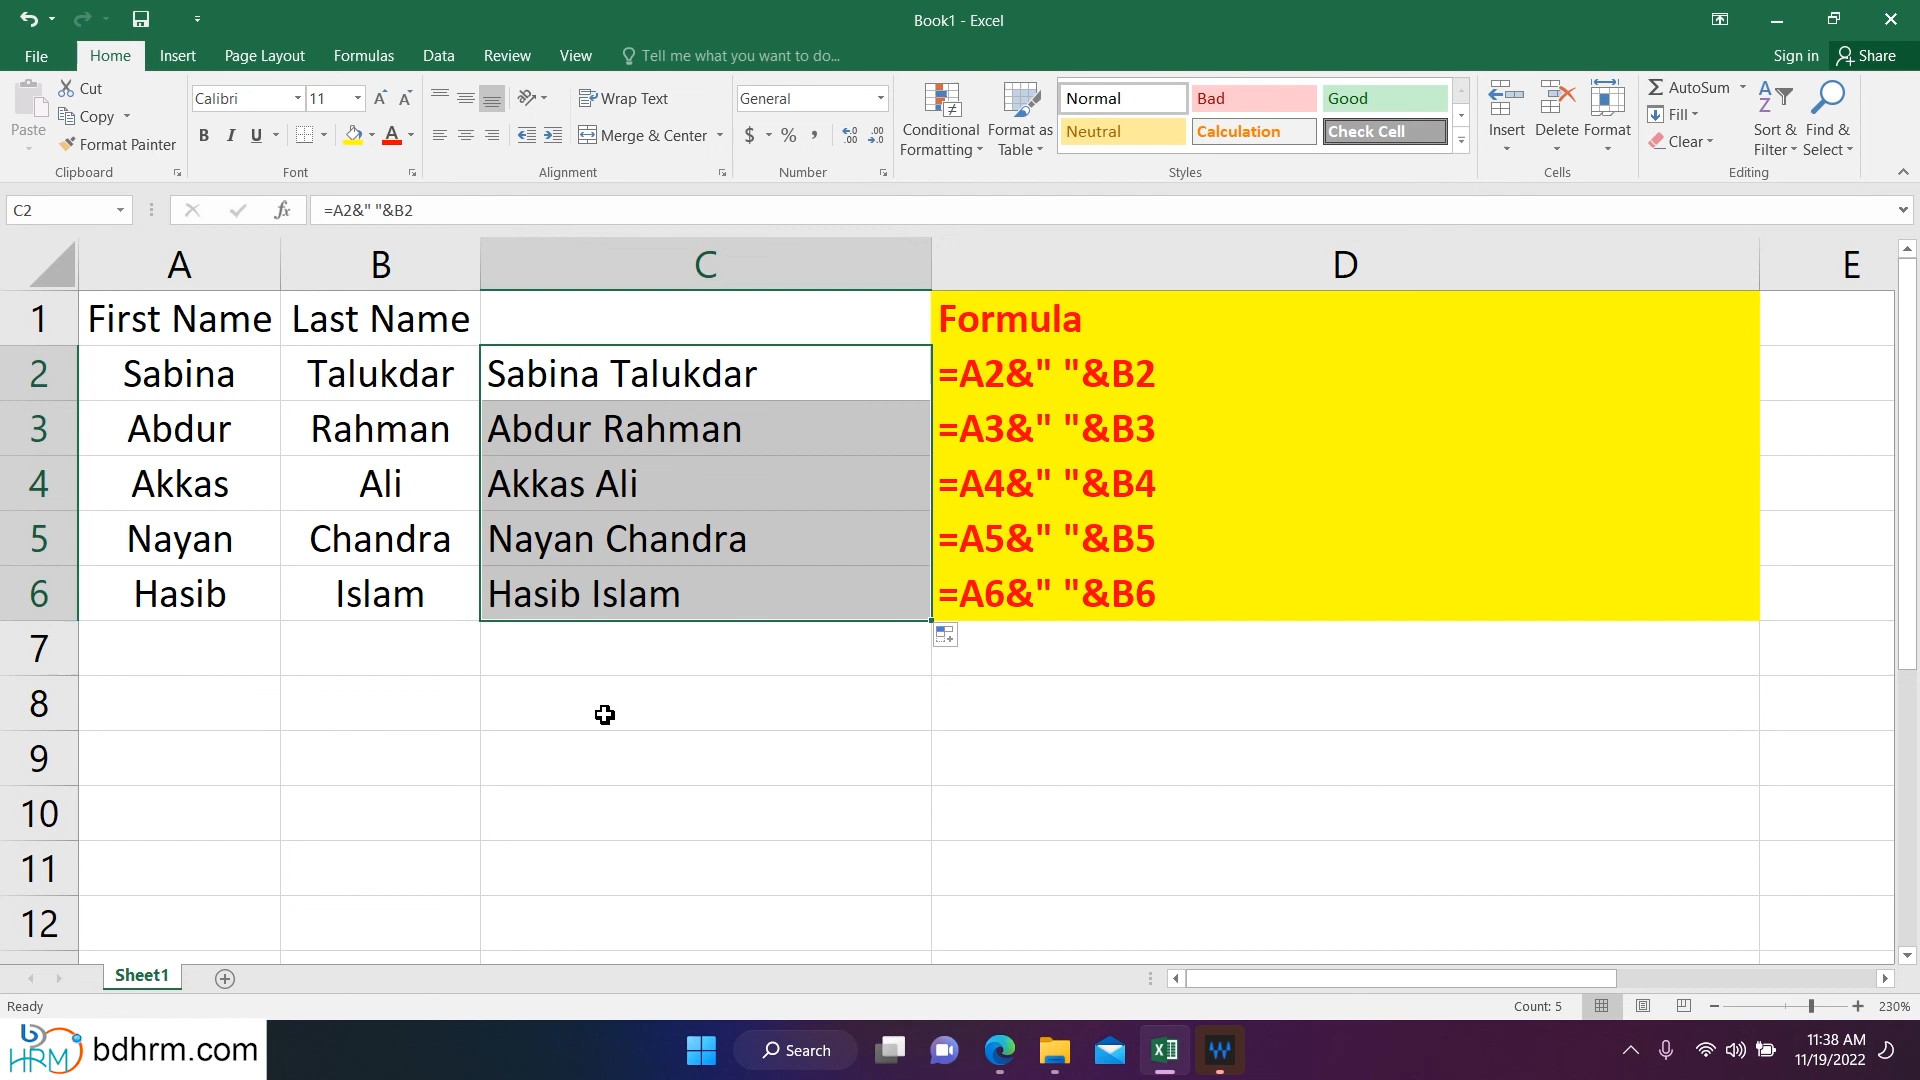 Book1 - Excel
File Home Insert Page Layout Formulas Data Review View Tell me what you want to do... Sign in Share
Paste Cut Copy Format Painter Clipboard
Calibri 11 B I U A Font
Wrap Text Merge & Center Alignment
General $ % , Number
Conditional Formatting Format as Table
Normal Bad Good
Neutral Calculation Check Cell
Styles
Insert Delete Format Cells
AutoSum Fill Clear Sort & Filter Find & Select Editing
C2 fx =A2&" "&B2
A B C D E
1 First Name Last Name Formula
2 Sabina Talukdar Sabina Talukdar =A2&" "&B2
3 Abdur Rahman Abdur Rahman =A3&" "&B3
4 Akkas Ali Akkas Ali =A4&" "&B4
5 Nayan Chandra Nayan Chandra =A5&" "&B5
6 Hasib Islam Hasib Islam =A6&" "&B6
7
8
9
10
11
12
Sheet1
Ready Count: 5 230%
HRM bdhrm.com Search 11:38 AM
11/19/2022